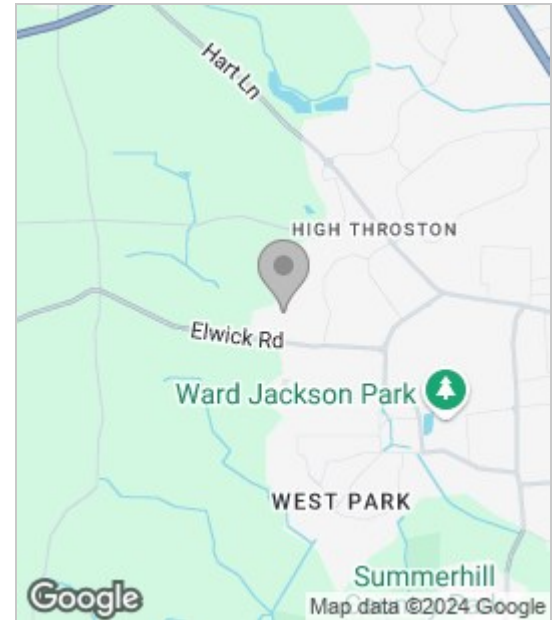 Hart Ln
HIGH THROSTON
Elwick Rd
Ward Jackson Park
WEST PARK
Summerhill
Google
Map data ©2024 Google